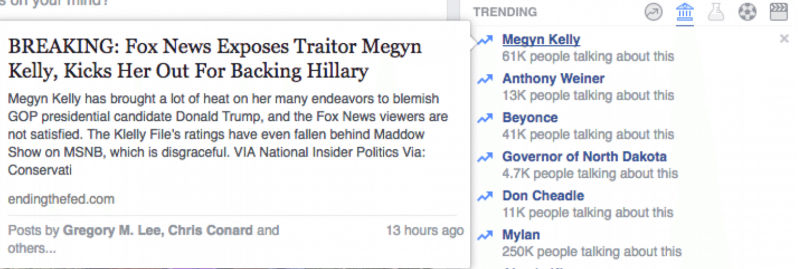 s on your mind?
BREAKING: Fox News Exposes Traitor Megyn
Kelly, Kicks Her Out For Backing Hillary
Megyn Kelly has brought a lot of heat on her many endeavors to blemish
GOP presidential candidate Donald Trump, and the Fox News viewers are
not satisfied. The Klelly File's ratings have even fallen behind Maddow
Show on MSNB, which is disgraceful. VIA National Insider Politics Via:
Conservati
endingthefed.com
Posts by Gregory M. Lee, Chris Conard and
others...
13 hours ago
TRENDING
Megyn Kelly
61K people talking about this
Anthony Weiner
13K people talking about this
Beyonce
41K people talking about this
Governor of North Dakota
4.7K people talking about this
Don Cheadle
11K people talking about this
Mylan
250K people talking about this